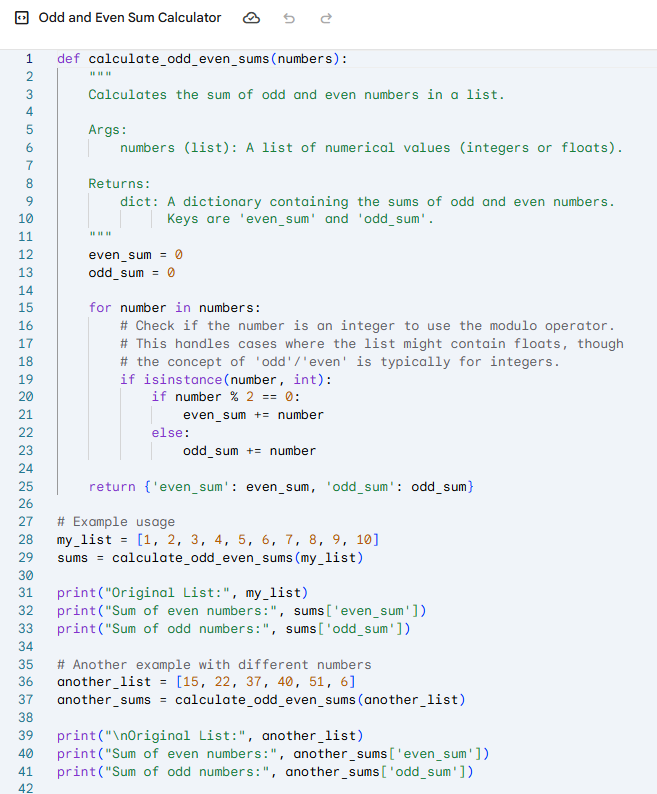 Odd and Even Sum Calculator
1 def calculate_odd_even_sums(numbers):
2     """
3     Calculates the sum of odd and even numbers in a list.
4
5     Args:
6         numbers (list): A list of numerical values (integers or floats).
7
8     Returns:
9         dict: A dictionary containing the sums of odd and even numbers.
10               Keys are 'even_sum' and 'odd_sum'.
11     """
12     even_sum = 0
13     odd_sum = 0
14
15     for number in numbers:
16         # Check if the number is an integer to use the modulo operator.
17         # This handles cases where the list might contain floats, though
18         # the concept of 'odd'/'even' is typically for integers.
19         if isinstance(number, int):
20             if number % 2 == 0:
21                 even_sum += number
22             else:
23                 odd_sum += number
24
25     return {'even_sum': even_sum, 'odd_sum': odd_sum}
26
27 # Example usage
28 my_list = [1, 2, 3, 4, 5, 6, 7, 8, 9, 10]
29 sums = calculate_odd_even_sums(my_list)
30
31 print("Original List:", my_list)
32 print("Sum of even numbers:", sums['even_sum'])
33 print("Sum of odd numbers:", sums['odd_sum'])
34
35 # Another example with different numbers
36 another_list = [15, 22, 37, 40, 51, 6]
37 another_sums = calculate_odd_even_sums(another_list)
38
39 print("\nOriginal List:", another_list)
40 print("Sum of even numbers:", another_sums['even_sum'])
41 print("Sum of odd numbers:", another_sums['odd_sum'])
42